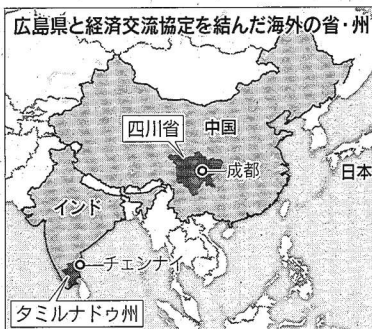 広島県と経済交流協定を結んだ海外の省・州
四川省
中国
成都
日本
インド
チェンナイ
タミルナドゥ州